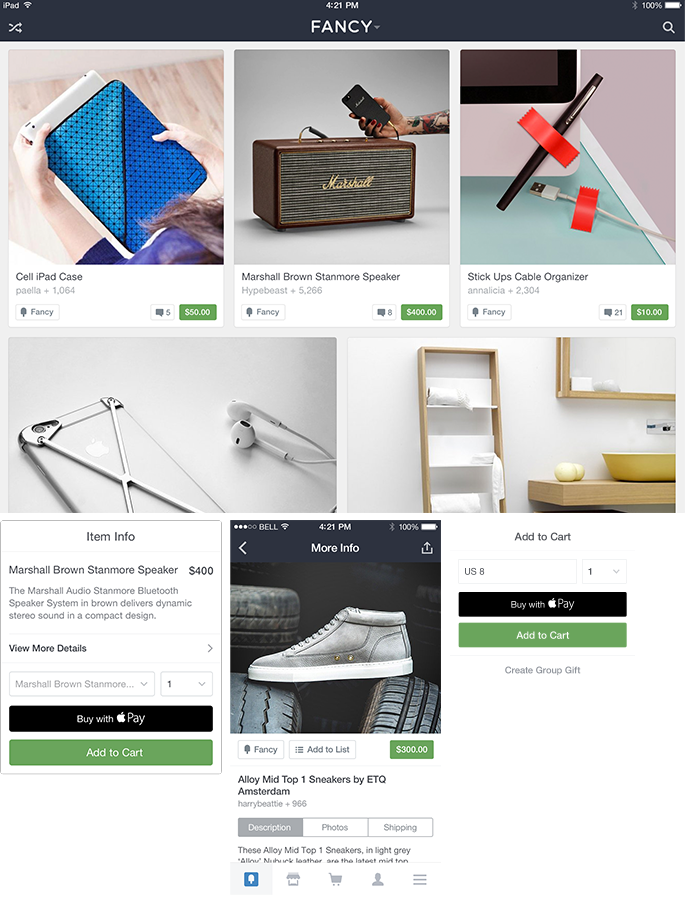 iPad 4:21 PM 100%
FANCY
Marshall
Marshall
Cell iPad Case
paella + 1,064
Fancy 5 $50.00
Marshall Brown Stanmore Speaker
Hypebeast + 5,266
Fancy 8 $400.00
Stick Ups Cable Organizer
annalicia + 2,304
Fancy 21 $10.00
Item Info
Marshall Brown Stanmore Speaker $400
The Marshall Audio Stanmore Bluetooth
Speaker System in brown delivers dynamic
stereo sound in a compact design.
View More Details
Marshall Brown Stanmore... 1
Buy with Pay
Add to Cart
BELL 4:21 PM 100%
More Info
Fancy Add to List $300.00
Alloy Mid Top 1 Sneakers by ETQ
Amsterdam
harrybeattie + 966
Description Photos Shipping
These Alloy Mid Top 1 Sneakers, in light grey
'Alloy' Nubuck leather, are the latest mid top
Add to Cart
US 8 1
Buy with Pay
Add to Cart
Create Group Gift